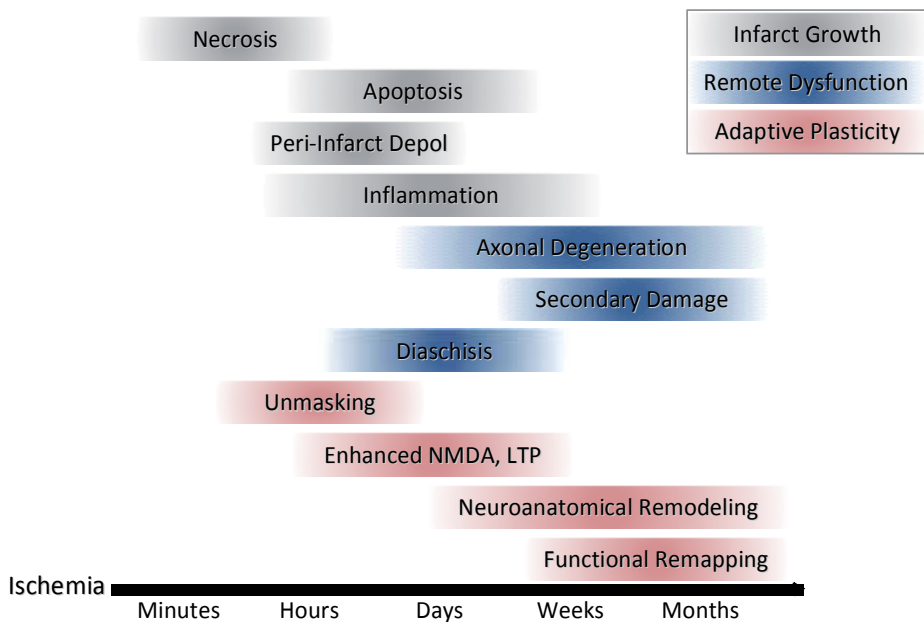 Necrosis
Infarct Growth
Remote Dysfunction
Adaptive Plasticity
Apoptosis
Peri-Infarct Depol
Inflammation
Axonal Degeneration
Secondary Damage
Diaschisis
Unmasking
Enhanced NMDA, LTP
Neuroanatomical Remodeling
Functional Remapping
Ischemia
Minutes Hours Days Weeks Months